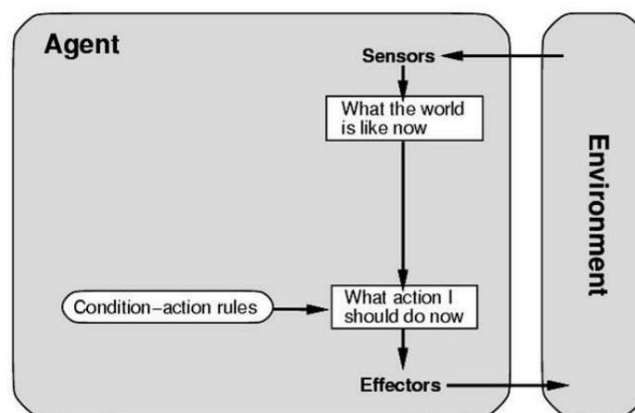 Agent
Sensors
What the world
is like now
Condition-action rules
What action I
should do now
Effectors
Environment